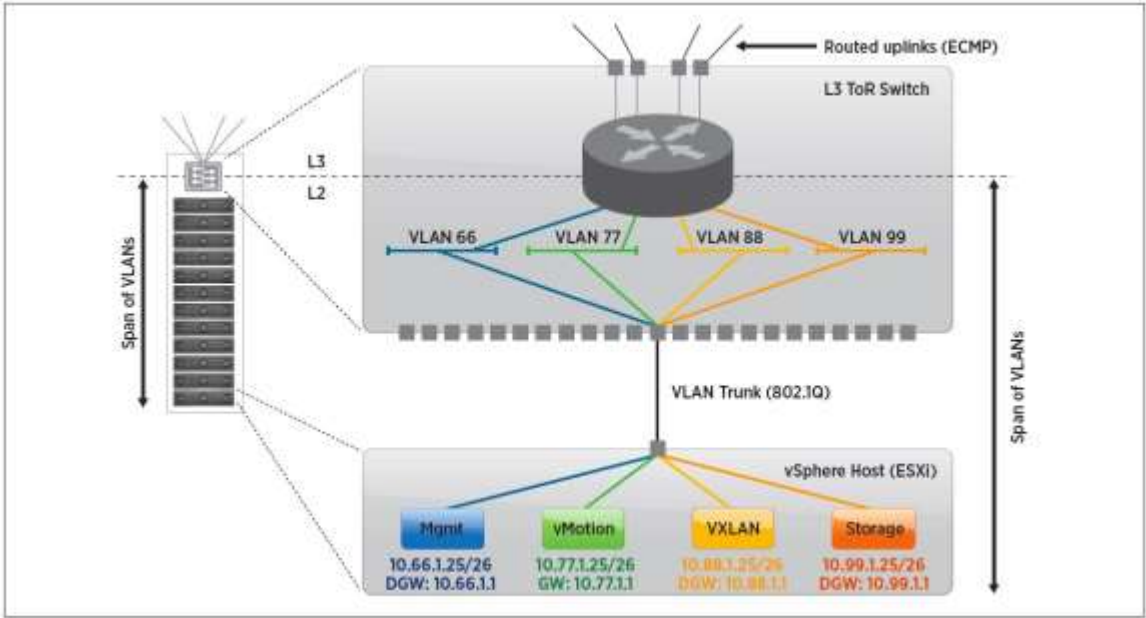 Routed uplinks (ECMP)
L3 ToR Switch
L3
L2
VLAN 66
VLAN 77
VLAN 88
VLAN 99
Span of VLANs
Span of VLANs
VLAN Trunk (802.1Q)
vSphere Host (ESXi)
Mgmt
vMotion
VXLAN
Storage
10.66.1.25/26
10.77.1.25/26
10.88.1.25/26
10.99.1.25/26
DGW: 10.66.1.1
GW: 10.77.1.1
DGW: 10.88.1.1
DGW: 10.99.1.1